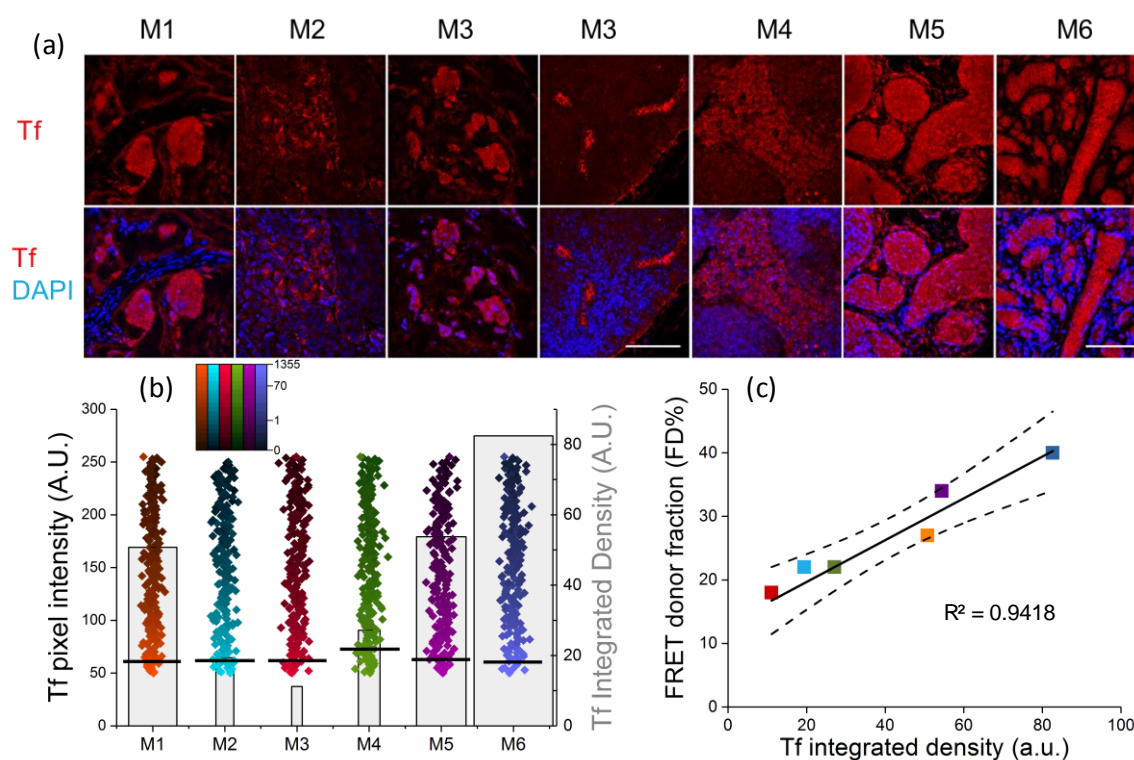 M1 M2 M3 M3 M4 M5 M6
(a)
Tf
Tf
DAPI
(b)
1355
70
1
0
300
250
200
150
100
50
0
Tf pixel intensity (A.U.)
80
60
40
20
0
Tf Integrated Density (A.U.)
M1 M2 M3 M4 M5 M6
(c)
50
40
30
20
10
0
FRET donor fraction (FD%)
R² = 0.9418
0 20 40 60 80 100
Tf integrated density (a.u.)